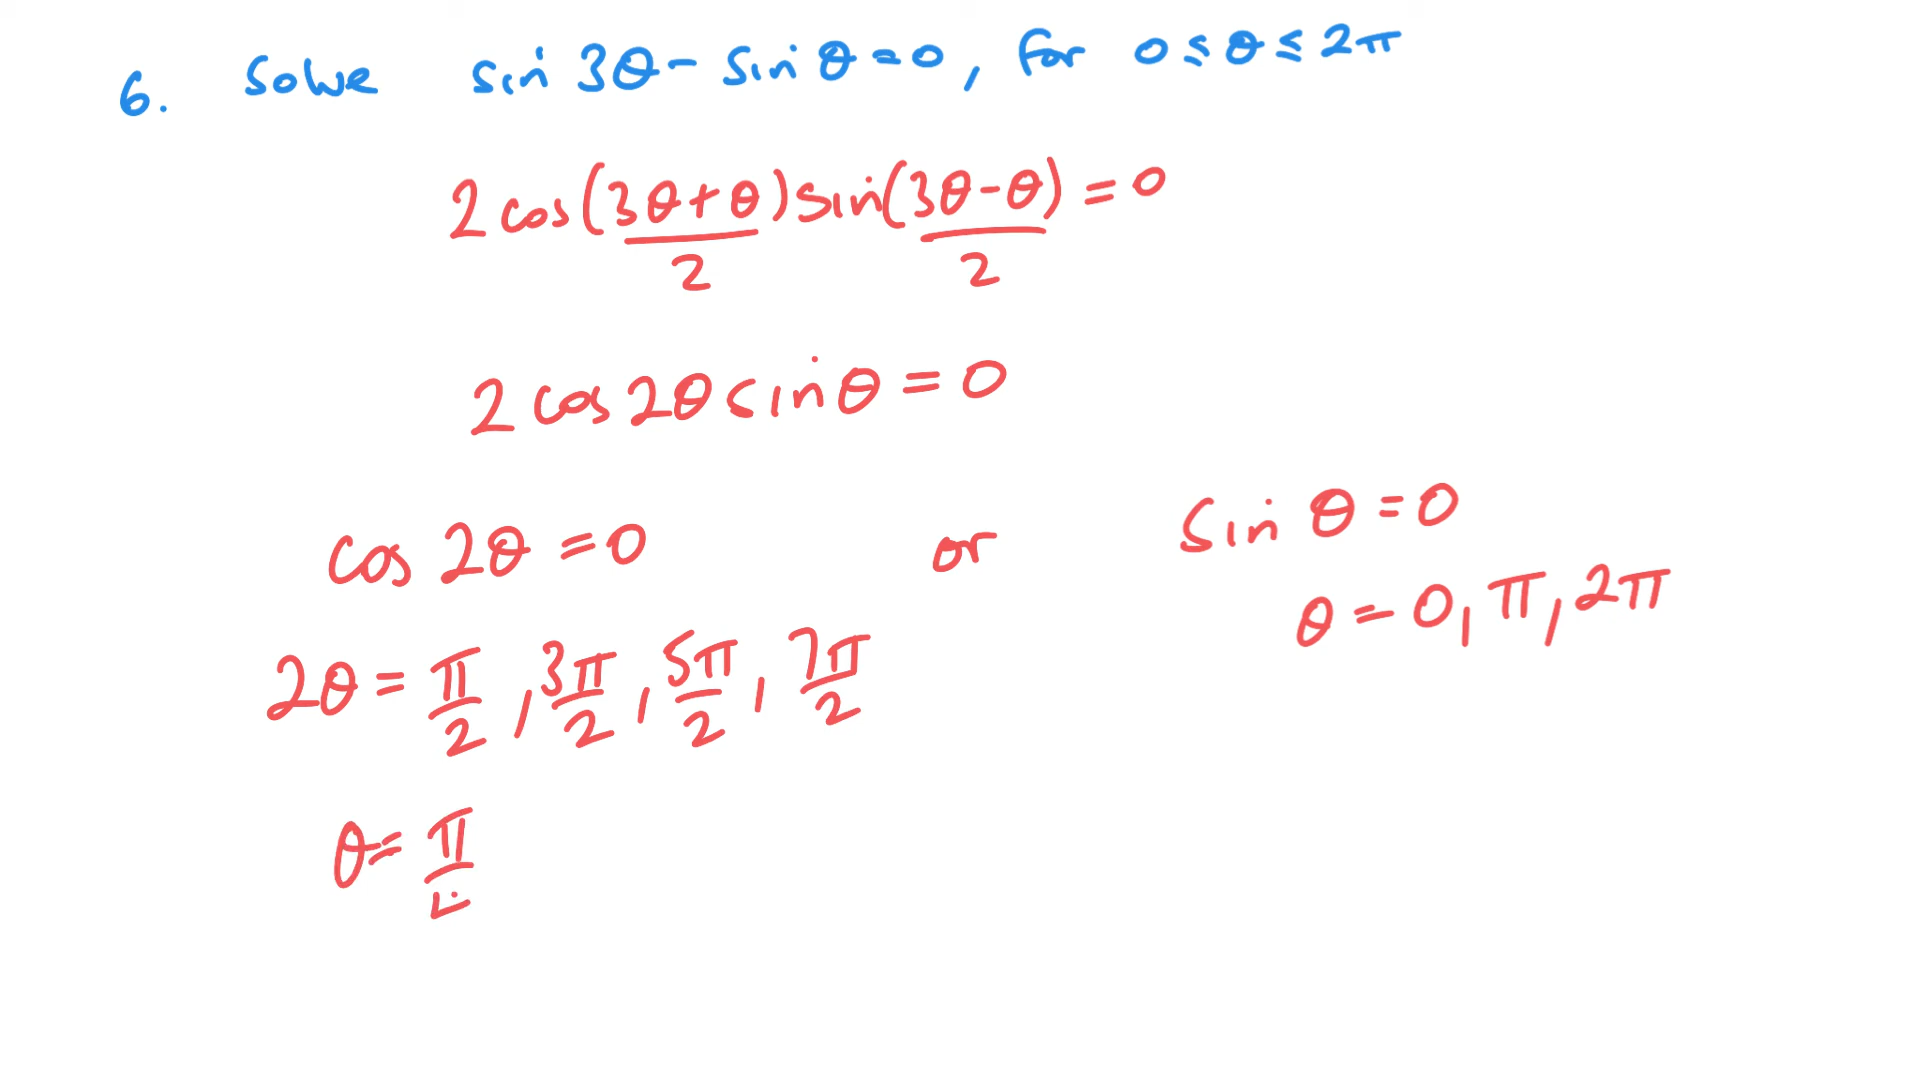 6. Solve sin 3θ - sin θ = 0, for 0 ≤ θ ≤ 2π
2 cos(3θ+θ)/2 sin(3θ-θ)/2 = 0
2 cos 2θ sin θ = 0
cos 2θ = 0 or sin θ = 0
θ = 0, π, 2π
2θ = π/2, 3π/2, 5π/2, 7π/2
θ = π/